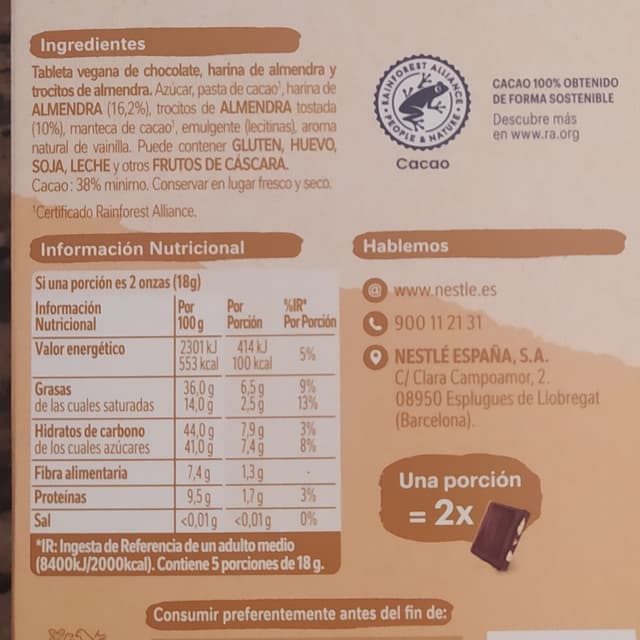 Ingredientes
Tableta vegana de chocolate, harina de almendra y
trocitos de almendra. Azúcar, pasta de cacao¹, harina de
ALMENDRA (16,2%), trocitos de ALMENDRA tostada
(10%), manteca de cacao¹, emulgente (lecitinas), aroma
natural de vainilla. Puede contener GLUTEN, HUEVO,
SOJA, LECHE y otros FRUTOS DE CÁSCARA.
Cacao: 38% mínimo. Conservar en lugar fresco y seco.
¹Certificado Rainforest Alliance.
RAINFOREST ALLIANCE
PEOPLE & NATURE
Cacao
CACAO 100% OBTENIDO
DE FORMA SOSTENIBLE
Descubre más
en www.ra.org
Información Nutricional
Si una porción es 2 onzas (18g)
Información Nutricional Por 100 g Por Porción %IR* Por Porción
Valor energético 2301 kJ 414 kJ 5%
553 kcal 100 kcal
Grasas 36,0 g 6,5 g 9%
de las cuales saturadas 14,0 g 2,5 g 13%
Hidratos de carbono 44,0 g 7,9 g 3%
de los cuales azúcares 41,0 g 7,4 g 8%
Fibra alimentaria 7,4 g 1,3 g -
Proteínas 9,5 g 1,7 g 3%
Sal <0,01 g <0,01 g 0%
*IR: Ingesta de Referencia de un adulto medio
(8400kJ/2000kcal). Contiene 5 porciones de 18 g.
Hablemos
@ www.nestle.es
900 11 21 31
NESTLÉ ESPAÑA, S.A.
C/ Clara Campoamor, 2.
08950 Esplugues de Llobregat
(Barcelona).
Una porción
= 2x
Consumir preferentemente antes del fin de: